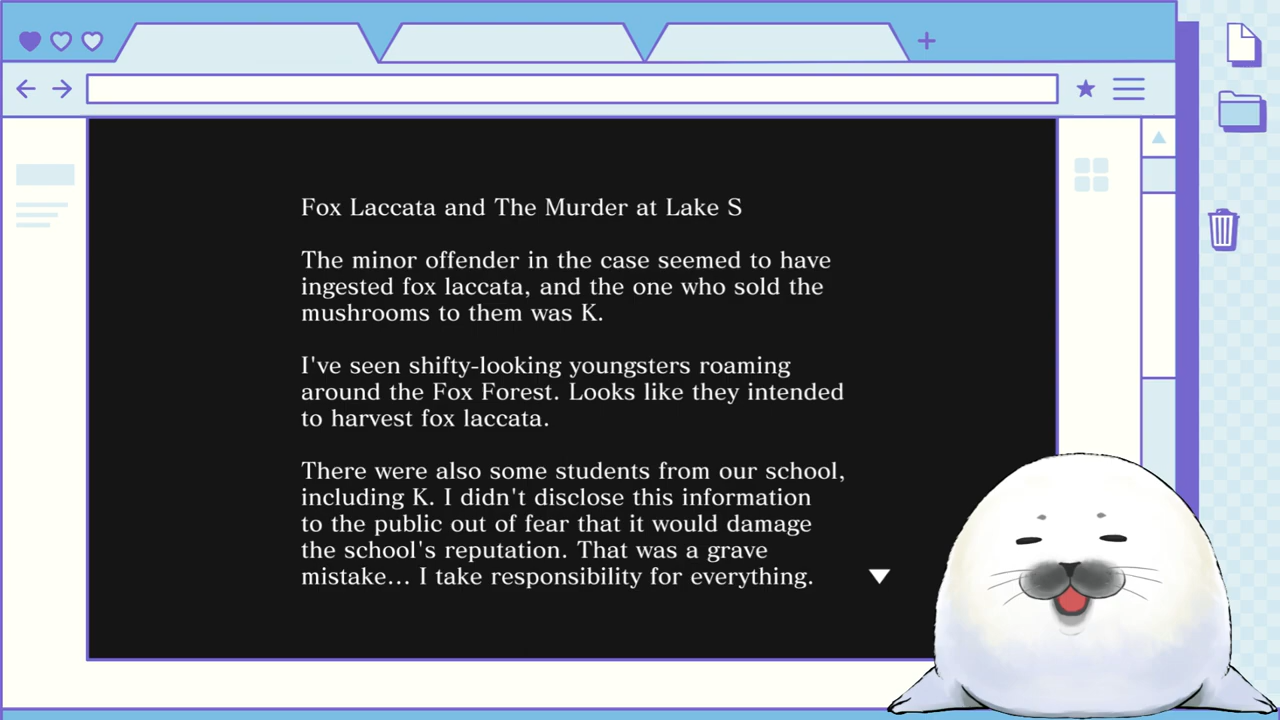 Fox Laccata and The Murder at Lake S
The minor offender in the case seemed to have
ingested fox laccata, and the one who sold the
mushrooms to them was K.
I've seen shifty-looking youngsters roaming
around the Fox Forest. Looks like they intended
to harvest fox laccata.
There were also some students from our school,
including K. I didn't disclose this information
to the public out of fear that it would damage
the school's reputation. That was a grave
mistake... I take responsibility for everything.